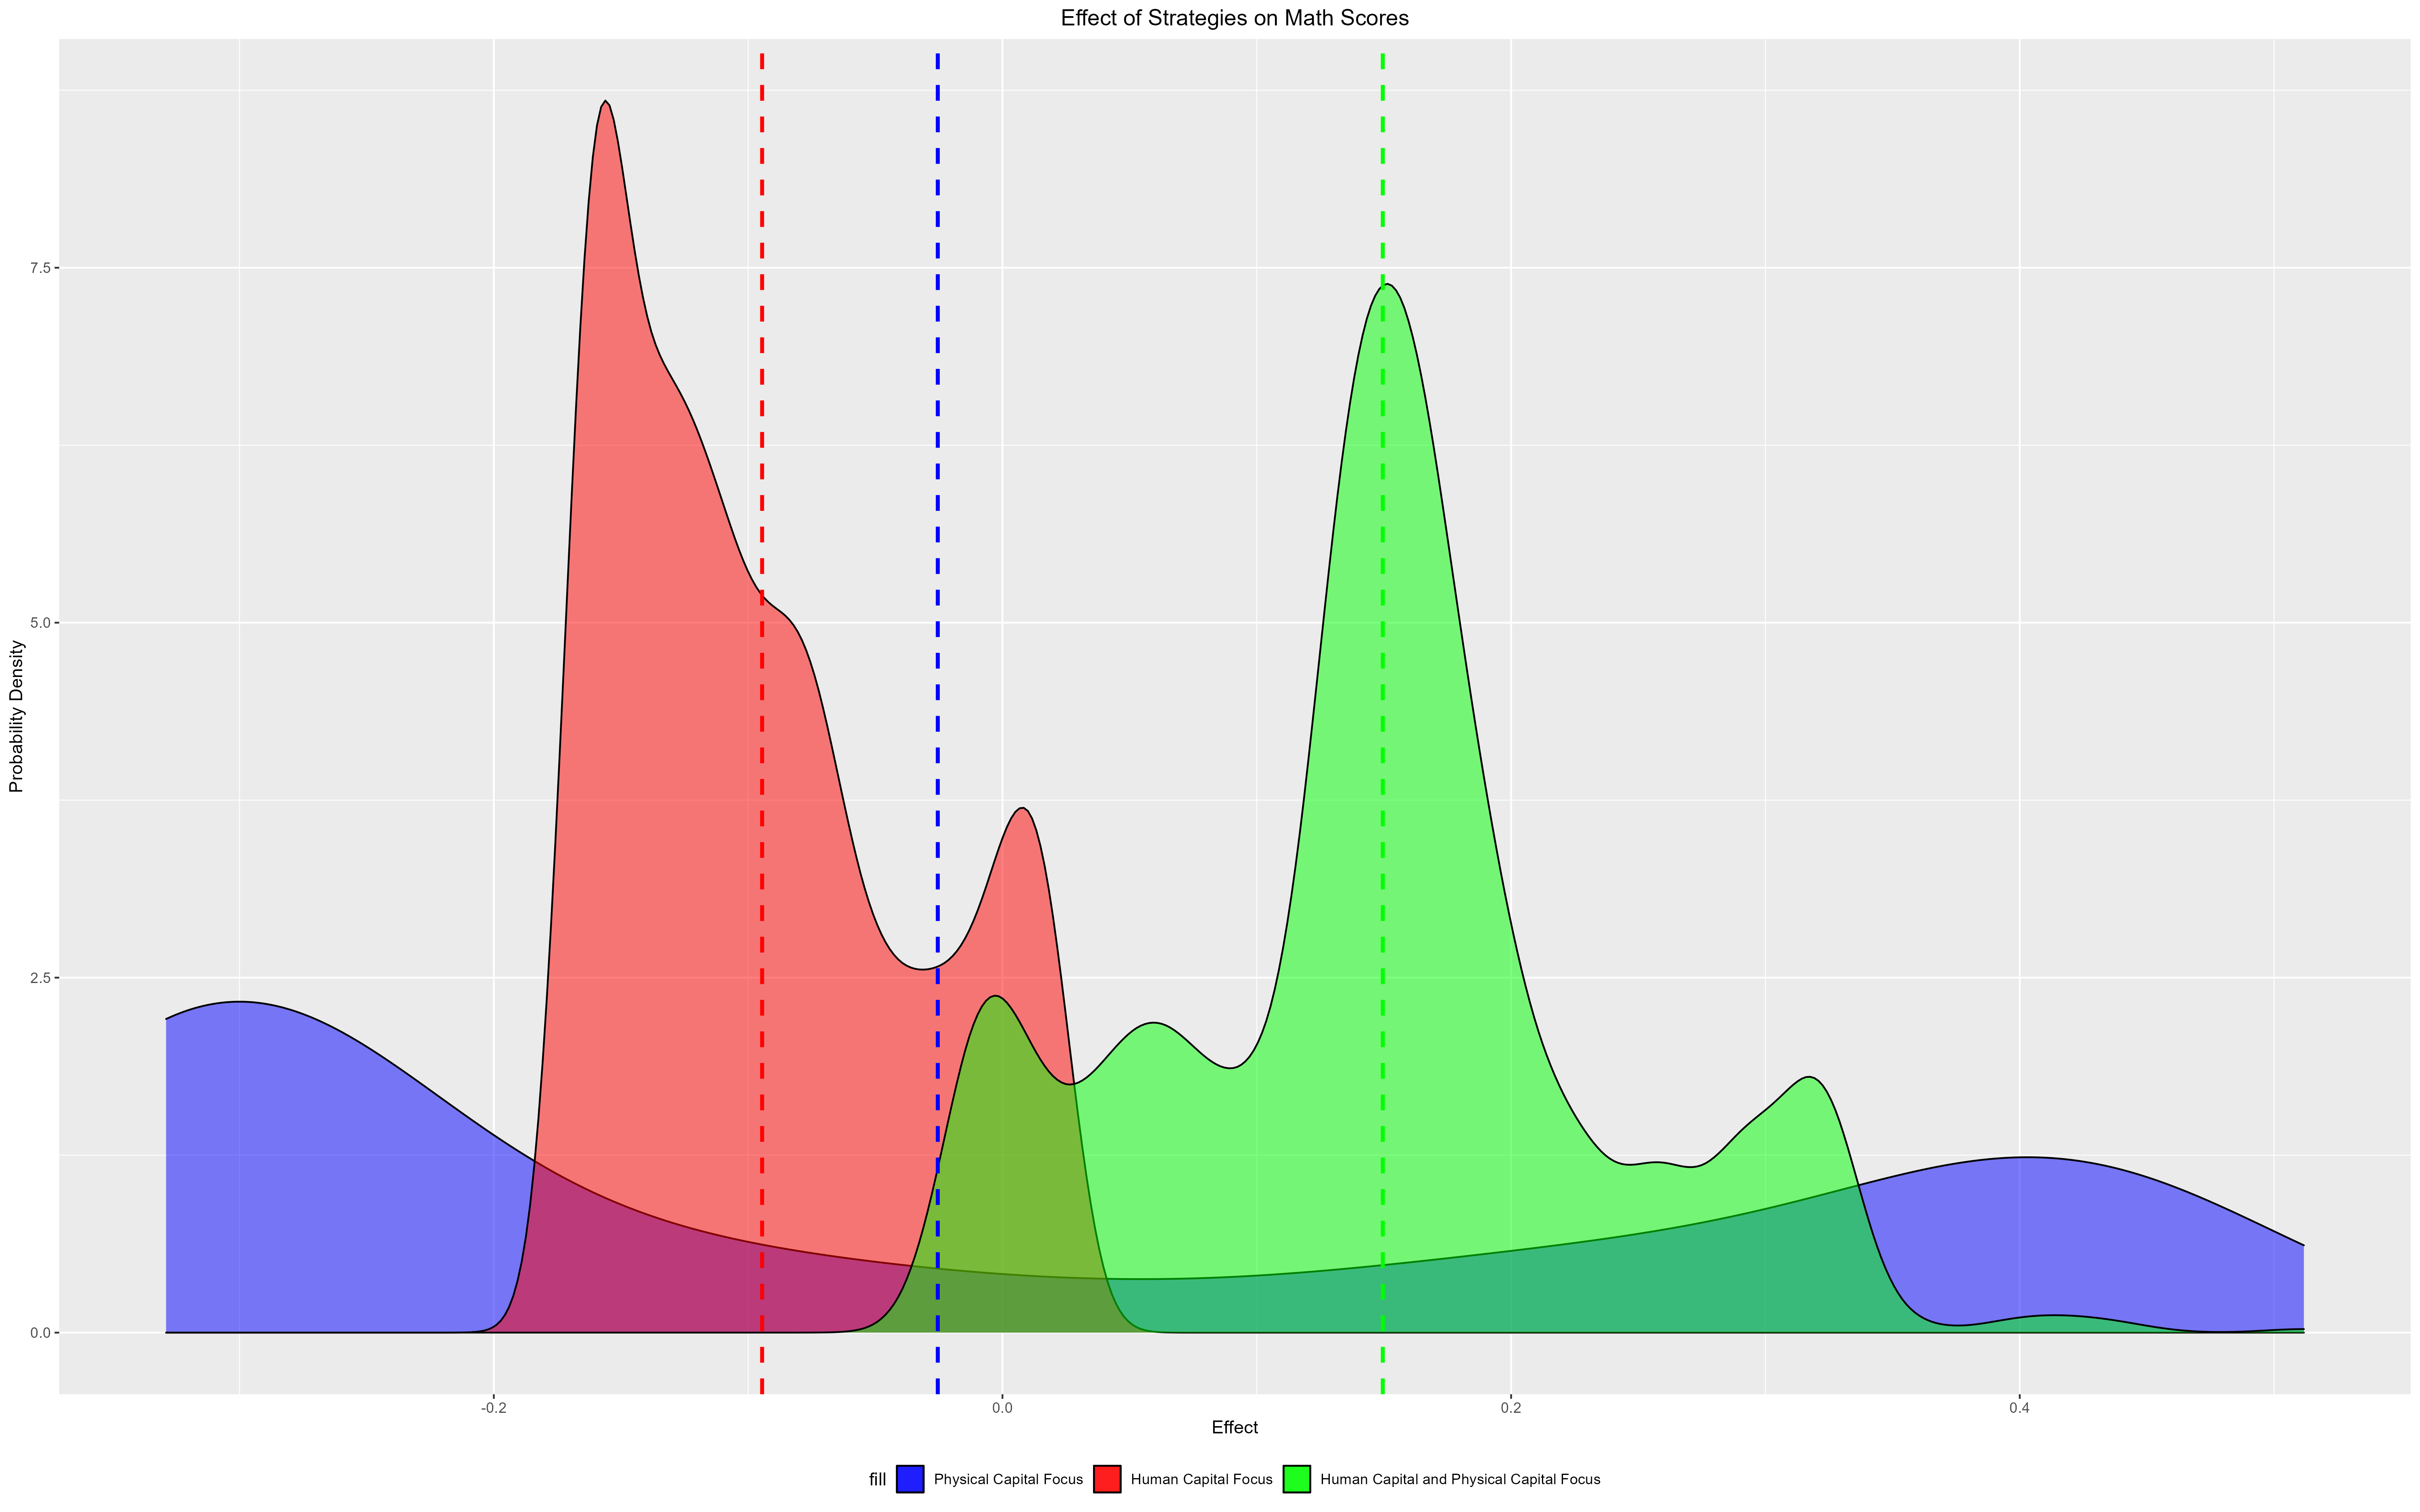 Effect of Strategies on Math Scores
Probability Density
7.5
5.0
2.5
0.0
-0.2 0.0 0.2 0.4
Effect
fill Physical Capital Focus Human Capital Focus Human Capital and Physical Capital Focus